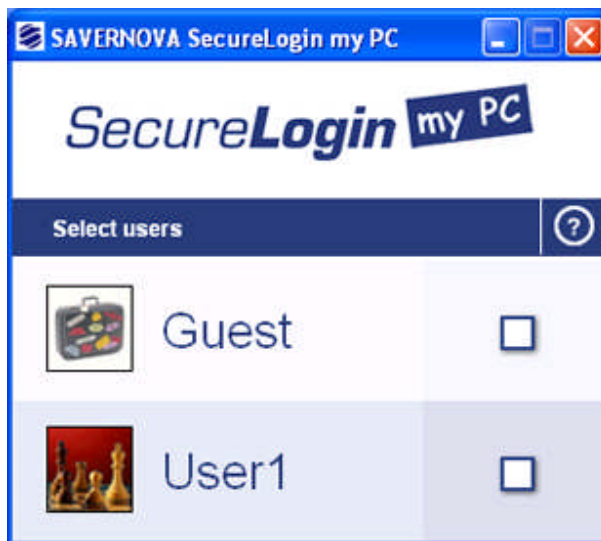 SAVERNOVA SecureLogin my PC
SecureLogin my PC
Select users ?
Guest
User1